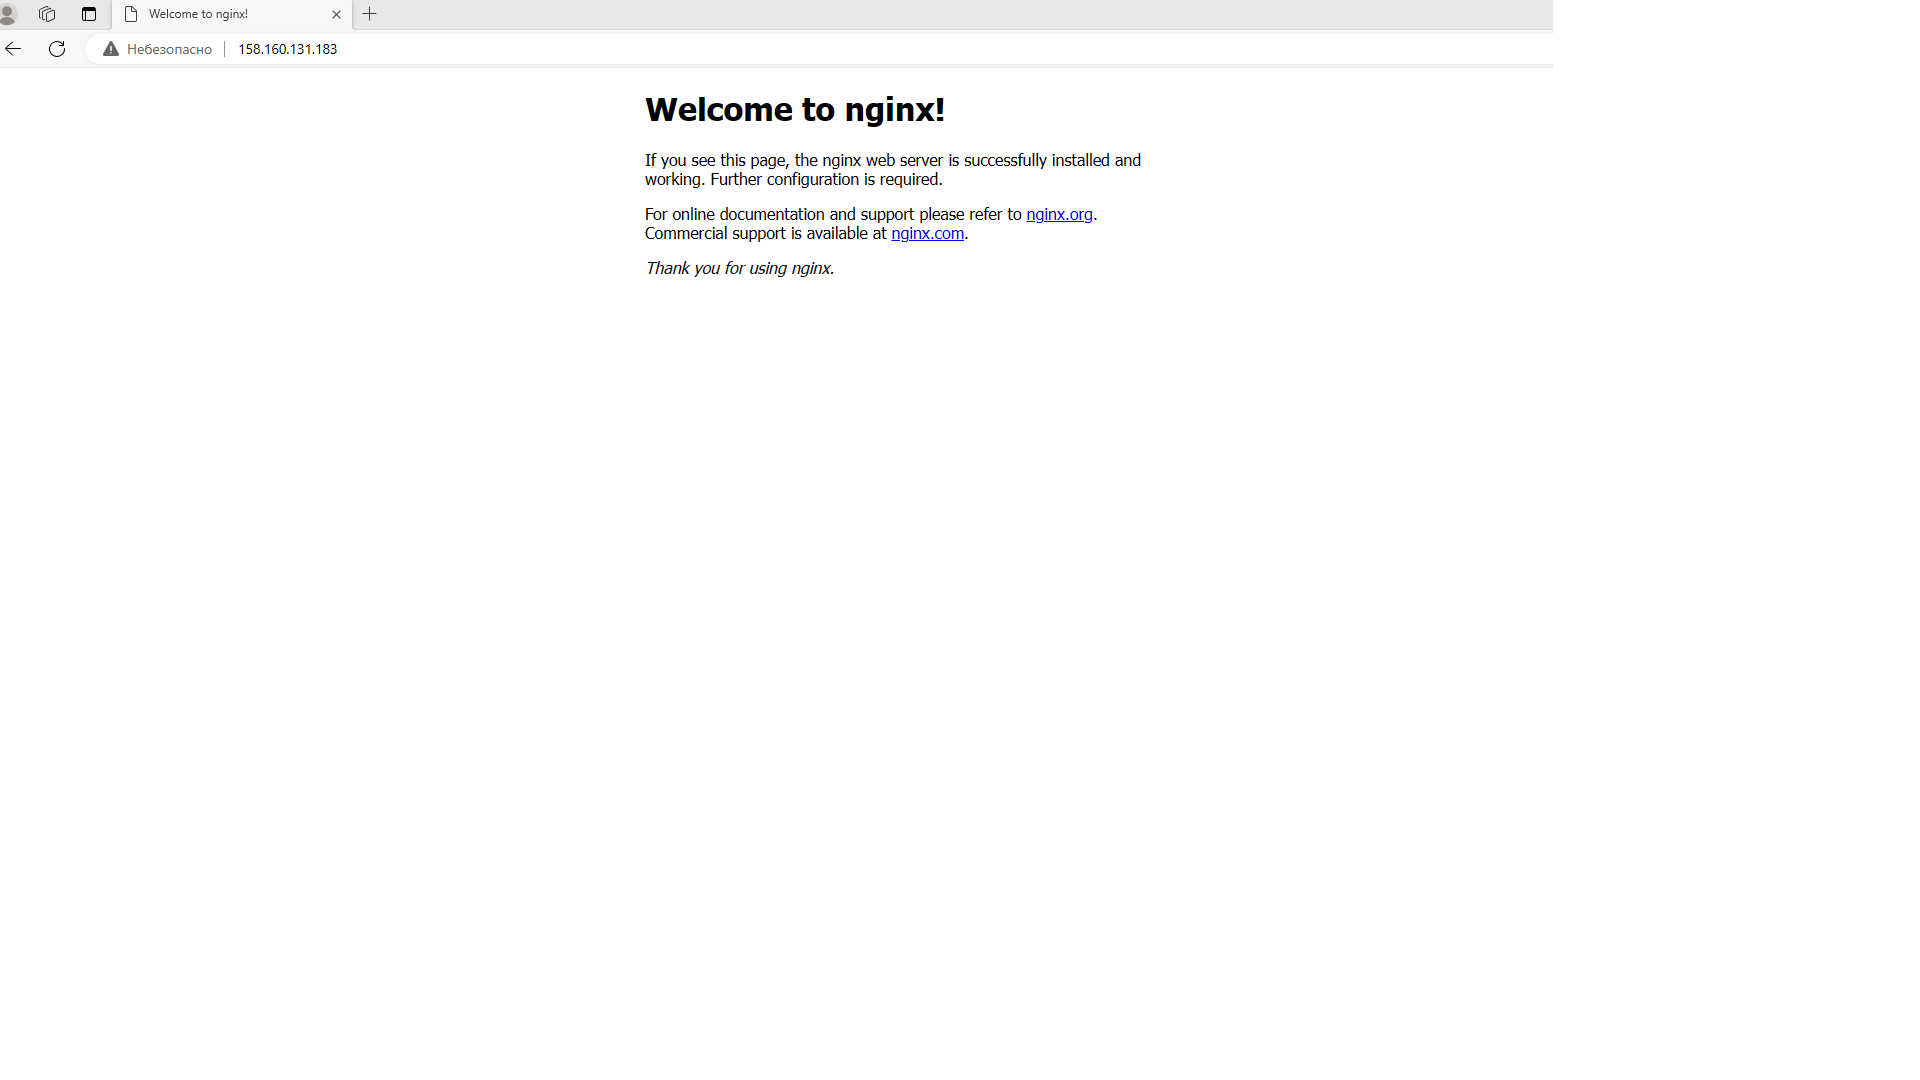 Welcome to nginx!
Небезопасно 158.160.131.183
Welcome to nginx!
If you see this page, the nginx web server is successfully installed and
working. Further configuration is required.
For online documentation and support please refer to nginx.org.
Commercial support is available at nginx.com.
Thank you for using nginx.